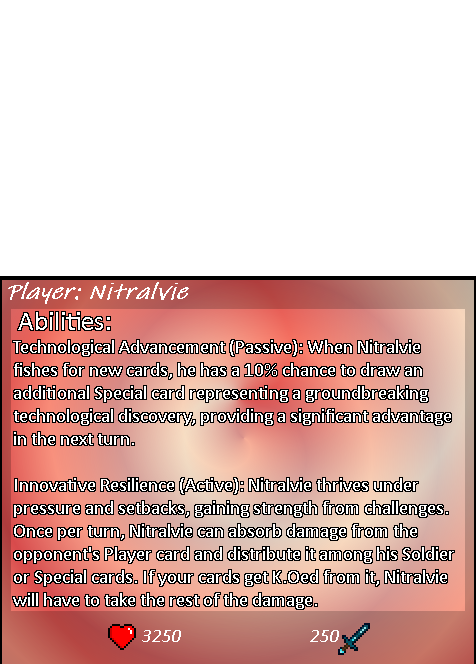 Player: Nitralvie
Abilities:
Technological Advancement (Passive): When Nitralvie
fishes for new cards, he has a 10% chance to draw an
additional Special card representing a groundbreaking
technological discovery, providing a significant advantage
in the next turn.
Innovative Resilience (Active): Nitralvie thrives under
pressure and setbacks, gaining strength from challenges.
Once per turn, Nitralvie can absorb damage from the
opponent's Player card and distribute it among his Soldier
or Special cards. If your cards get K.Oed from it, Nitralvie
will have to take the rest of the damage.
3250 250